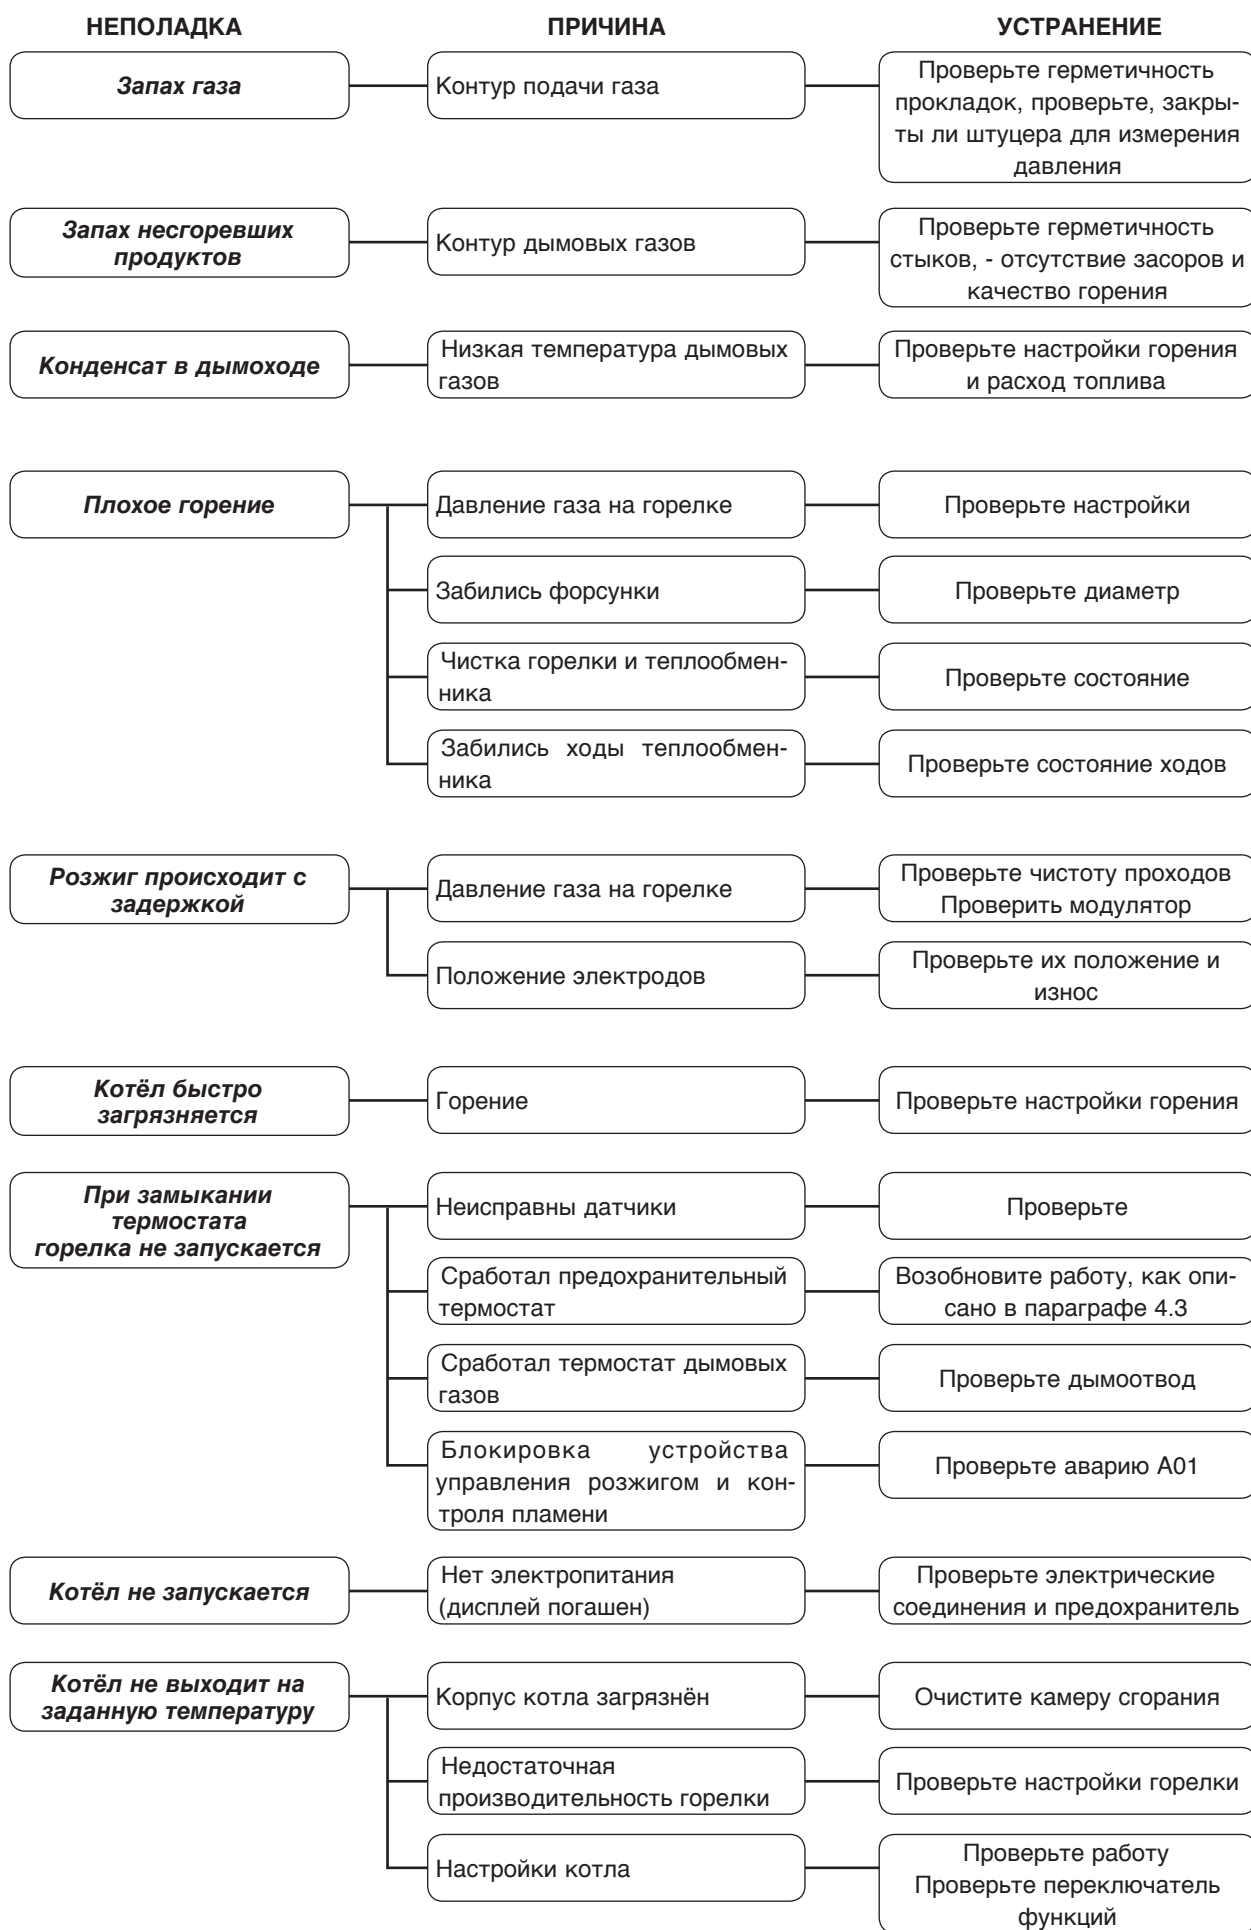 НЕПОЛАДКА ПРИЧИНА УСТРАНЕНИЕ
Запах газа
Контур подачи газа
Проверьте герметичность
прокладок, проверьте, закры-
ты ли штуцера для измерения
давления
Запах несгоревших
продуктов
Контур дымовых газов
Проверьте герметичность
стыков, - отсутствие засоров и
качество горения
Конденсат в дымоходе
Низкая температура дымовых
газов
Проверьте настройки горения
и расход топлива
Плохое горение
Давление газа на горелке
Проверьте настройки
Забились форсунки
Проверьте диаметр
Чистка горелки и теплообмен-
ника
Проверьте состояние
Забились ходы теплообмен-
ника
Проверьте состояние ходов
Розжиг происходит с
задержкой
Давление газа на горелке
Проверьте чистоту проходов
Проверить модулятор
Положение электродов
Проверьте их положение и
износ
Котёл быстро
загрязняется
Горение
Проверьте настройки горения
При замыкании
термостата
горелка не запускается
Неисправны датчики
Проверьте
Сработал предохранительный
термостат
Возобновите работу, как опи-
сано в параграфе 4.3
Сработал термостат дымовых
газов
Проверьте дымоотвод
Блокировка устройства
управления розжигом и кон-
троля пламени
Проверьте аварию А01
Котёл не запускается
Нет электропитания
(дисплей погашен)
Проверьте электрические
соединения и предохранитель
Котёл не выходит на
заданную температуру
Корпус котла загрязнён
Очистите камеру сгорания
Недостаточная
производительность горелки
Проверьте настройки горелки
Настройки котла
Проверьте работу
Проверьте переключатель
функций